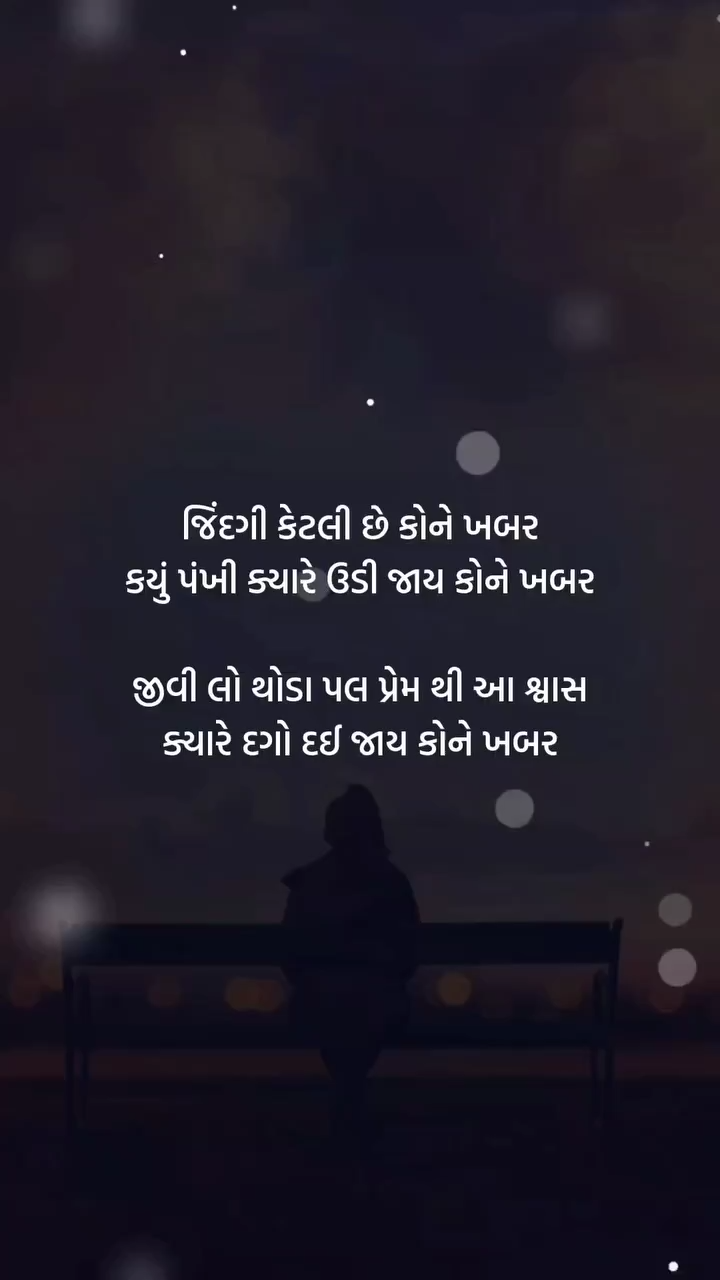 જિંદગી કેટલી છે કોને ખબર
કયું પંખી ક્યારે ઉડી જાય કોને ખબર
જીવી લો થોડા પલ પ્રેમ થી આ શ્વાસ
ક્યારે દગો દઈ જાય કોને ખબર